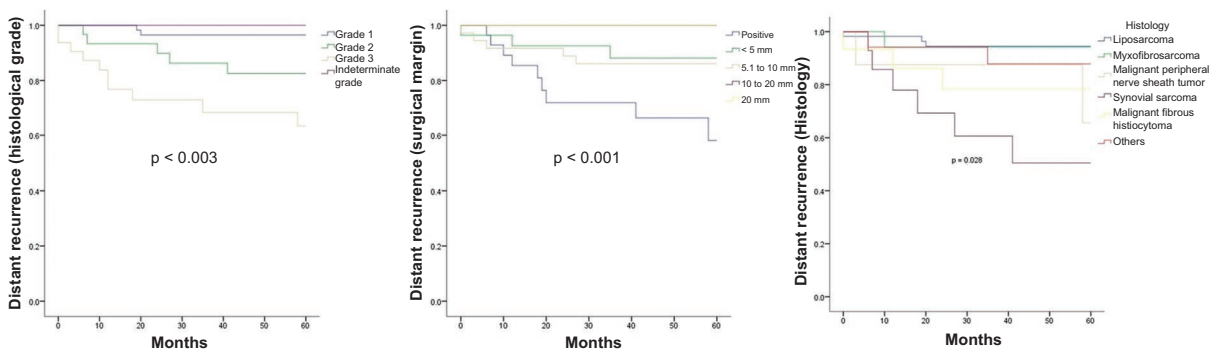 Distant recurrence (histological grade)
1.0
0.8
0.6
0.4
0.2
0.0
0
10
20
30
40
50
60
Months
p < 0.003
Grade 1
Grade 2
Grade 3
Indeterminate
grade
Distant recurrence (surgical margin)
1.0
0.8
0.6
0.4
0.2
0.0
0
10
20
30
40
50
60
Months
p < 0.001
Positive
< 5 mm
5.1 to 10 mm
10 to 20 mm
20 mm
Distant recurrence (Histology)
1.0
0.8
0.6
0.4
0.2
0.0
0
10
20
30
40
50
60
Months
p = 0.028
Histology
Liposarcoma
Myxofibrosarcoma
Malignant peripheral
nerve sheath tumor
Synovial sarcoma
Malignant fibrous
histiocytoma
Others